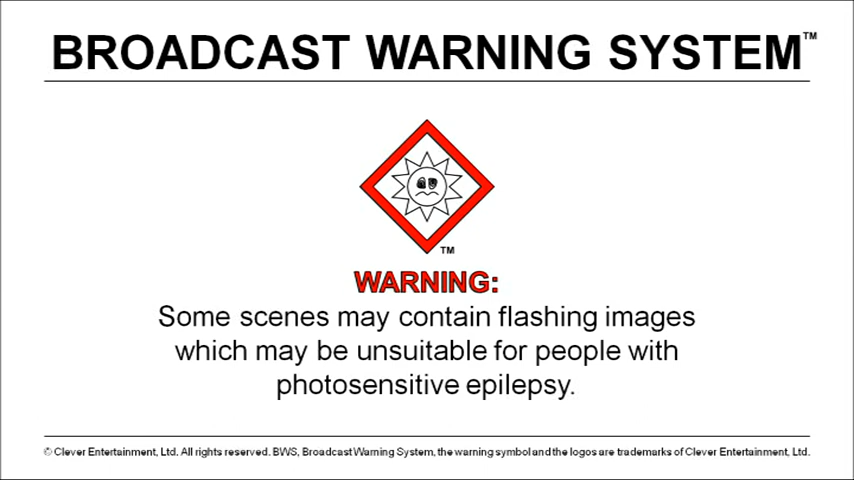 BROADCAST WARNING SYSTEM™
™
WARNING:
Some scenes may contain flashing images
which may be unsuitable for people with
photosensitive epilepsy.
© Clever Entertainment, Ltd. All rights reserved. BWS, Broadcast Warning System, the warning symbol and the logos are trademarks of Clever Entertainment, Ltd.